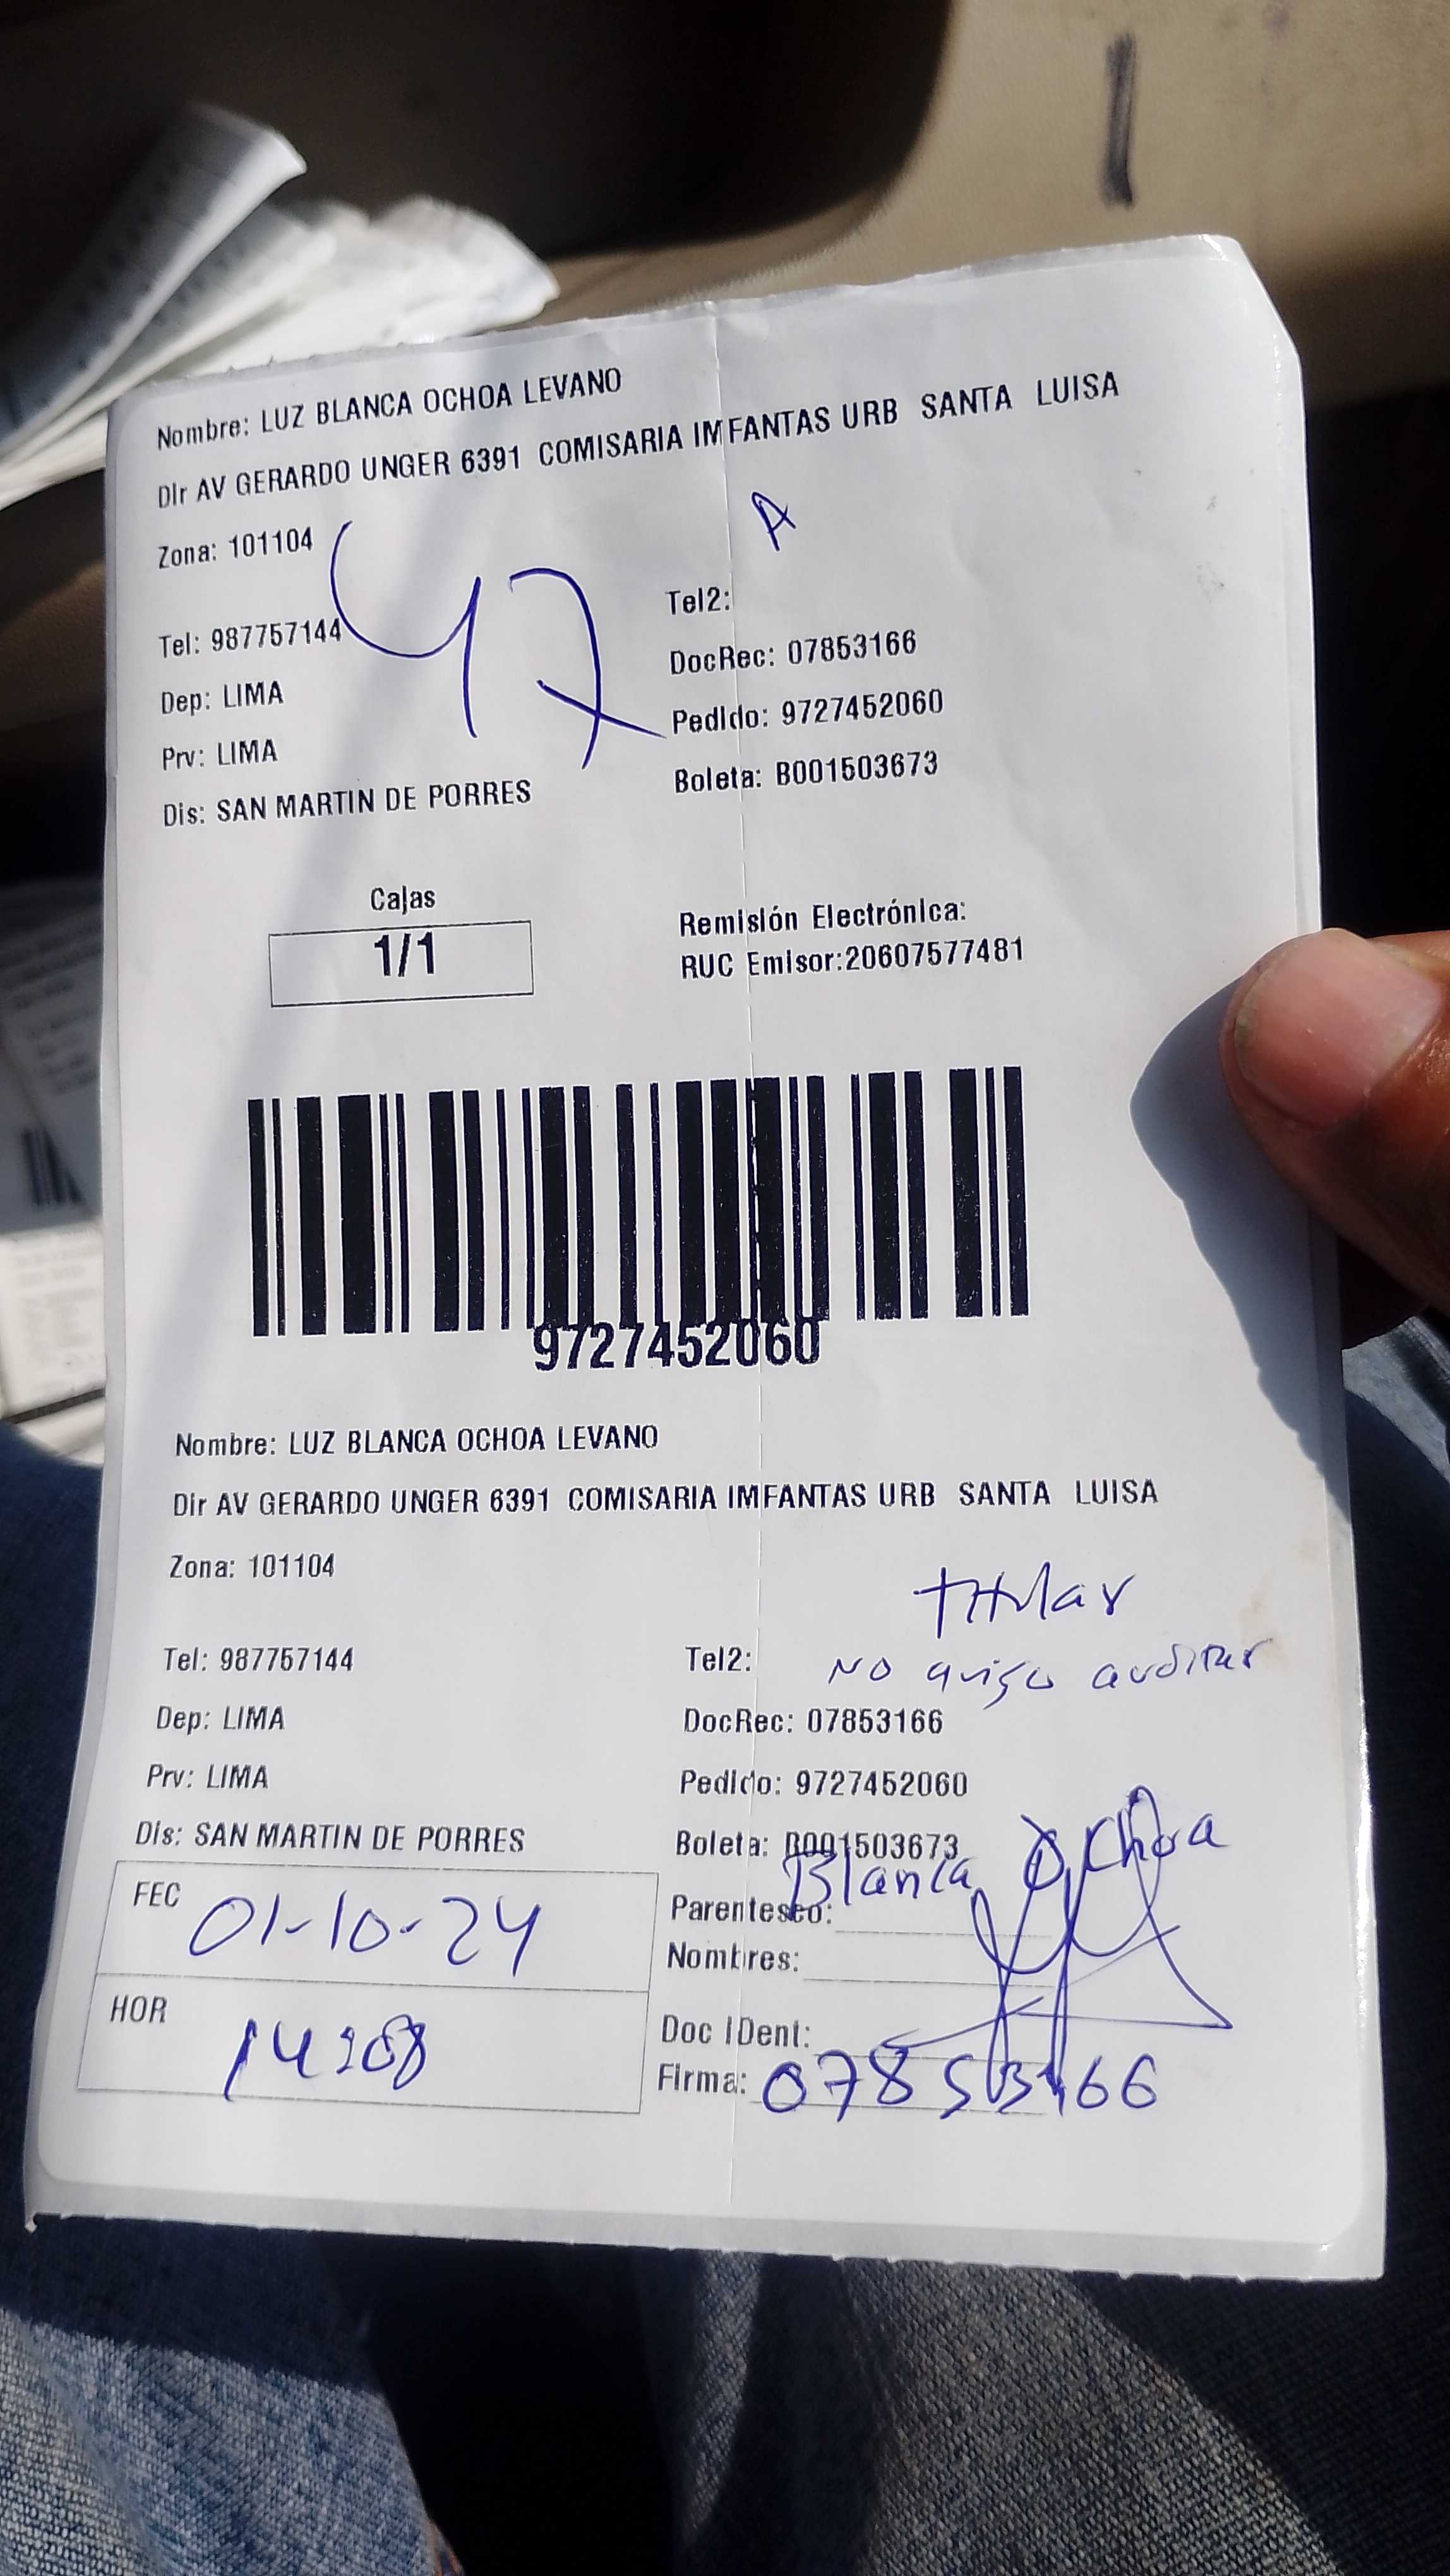 Nombre: LUZ BLANCA OCHOA LEVANO
Dir AV GERARDO UNGER 6391 COMISARIA IMFANTAS URB SANTA LUISA
A
Zona: 101104
47
Tel2:
Tel: 987757144
DocRec: 07853166
Dep: LIMA
Pedido: 9727452060
Prv: LIMA
Boleta: B001503673
Dis: SAN MARTIN DE PORRES
Cajas
1/1
Remisión Electrónica:
RUC Emisor:20607577481
9727452060
Nombre: LUZ BLANCA OCHOA LEVANO
Dir AV GERARDO UNGER 6391 COMISARIA IMFANTAS URB SANTA LUISA
Zona: 101104
titular
Tel: 987757144
Tel2:
NO quiso auditar
Dep: LIMA
DocRec: 07853166
Prv: LIMA
Pedido: 9727452060
Dis: SAN MARTIN DE PORRES
Boleta: B001503673
Blanca Ochoa
FEC 01-10-24
Parentesco:
Nombres:
HOR 14:08
Doc IDent:
Firma: 07853166